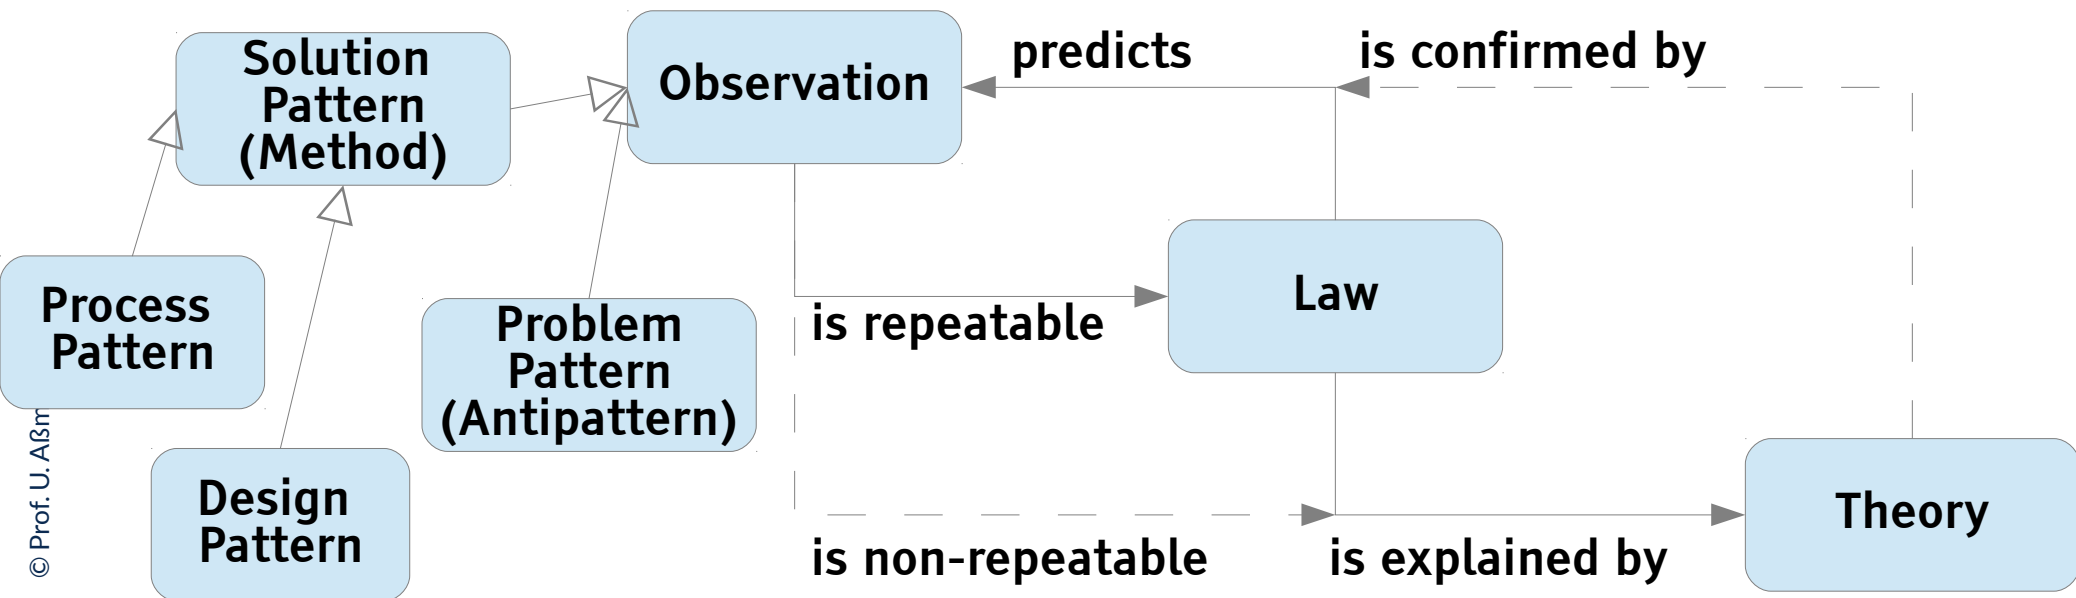 Solution
Pattern
(Method)
Observation
predicts
is confirmed by
Process
Pattern
Problem
Pattern
(Antipattern)
is repeatable
Law
Design
Pattern
is non-repeatable
is explained by
Theory
© Prof. U.